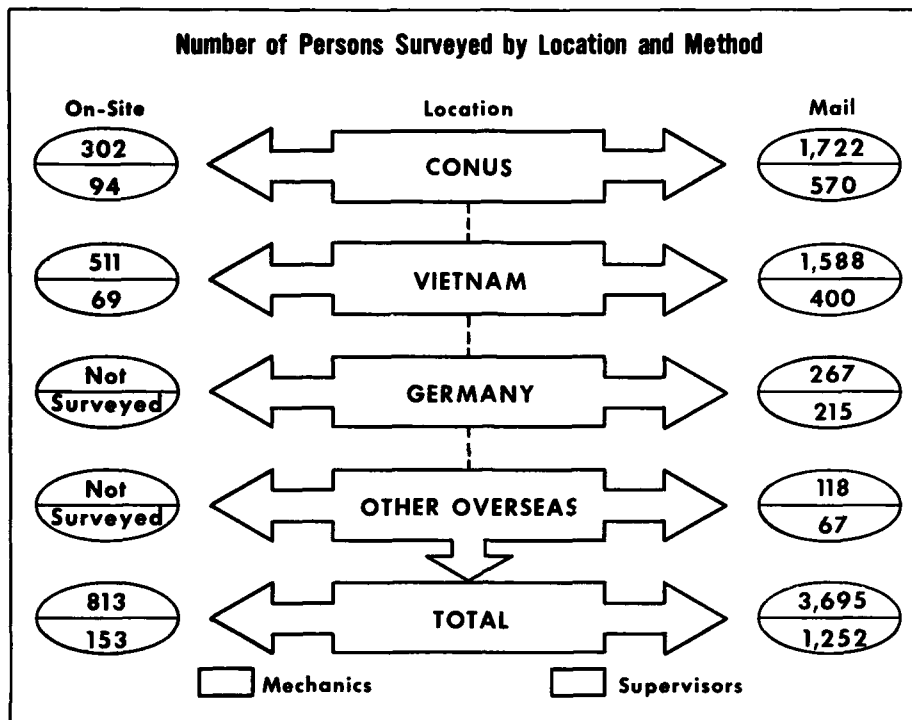 Number of Persons Surveyed by Location and Method
On-Site Location Mail
302 CONUS 1,722
94 570
511 VIETNAM 1,588
69 400
Not GERMANY 267
Surveyed 215
Not OTHER OVERSEAS 118
Surveyed 67
813 TOTAL 3,695
153 1,252
Mechanics Supervisors